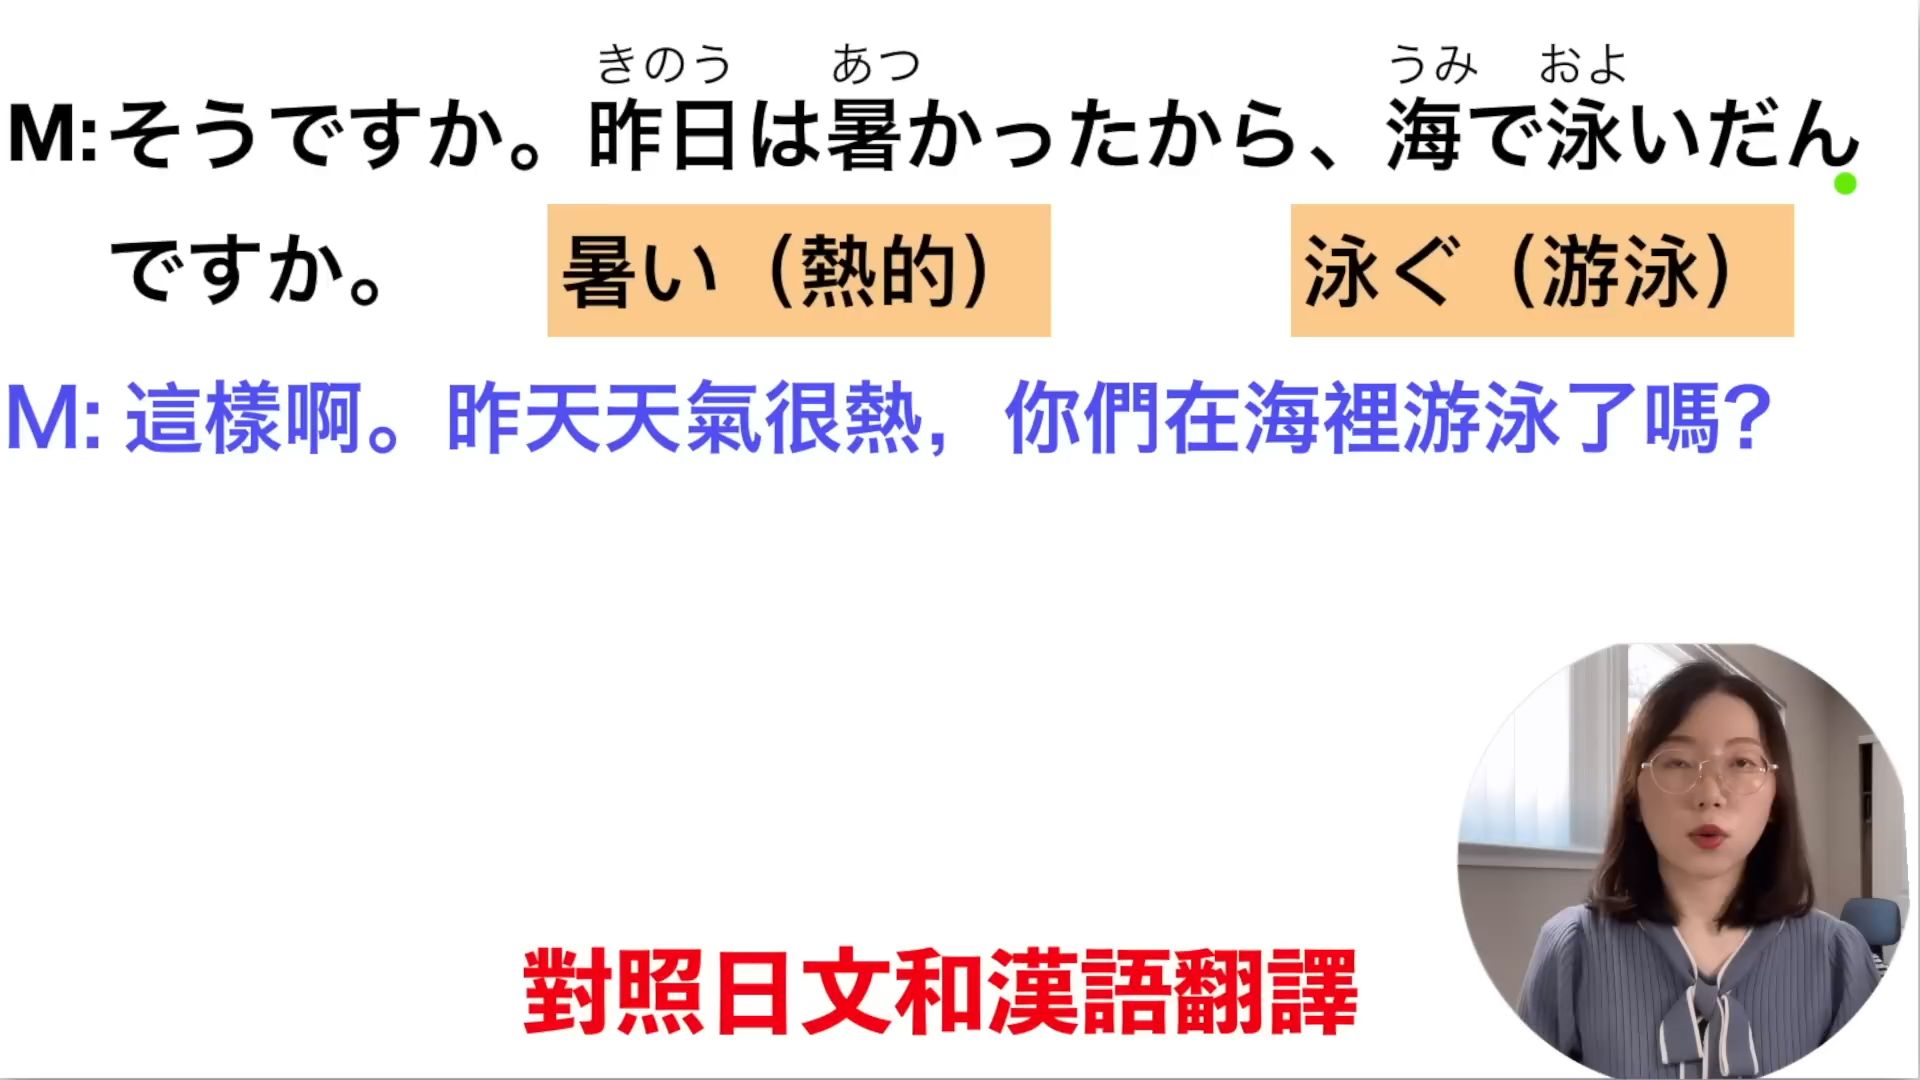 きのう あつ うみ およ
M:そうですか。昨日は暑かったから、海で泳いだん
ですか。 暑い（熱的） 泳ぐ（游泳）
M: 這樣啊。昨天天氣很熱，你們在海裡游泳了嗎?
對照日文和漢語翻譯